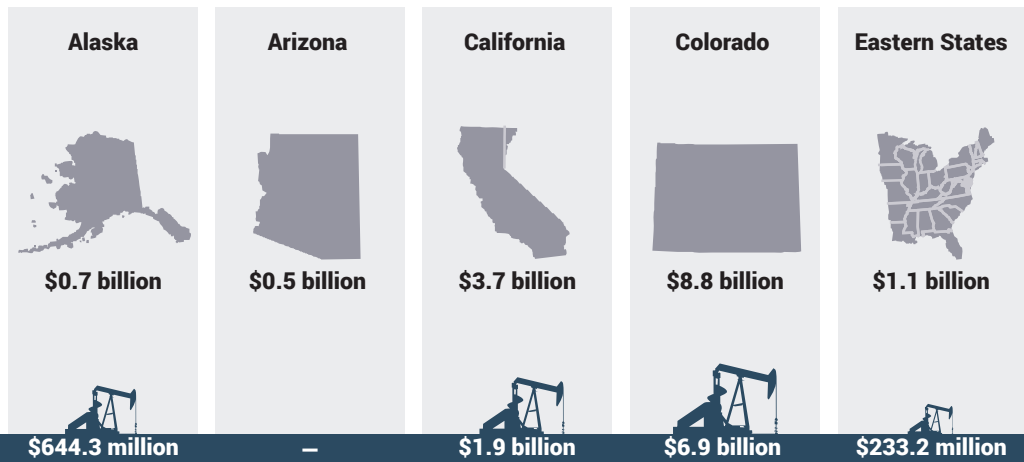 Alaska
Arizona
California
Colorado
Eastern States
$0.7 billion
$0.5 billion
$3.7 billion
$8.8 billion
$1.1 billion
$644.3 million
–
$1.9 billion
$6.9 billion
$233.2 million